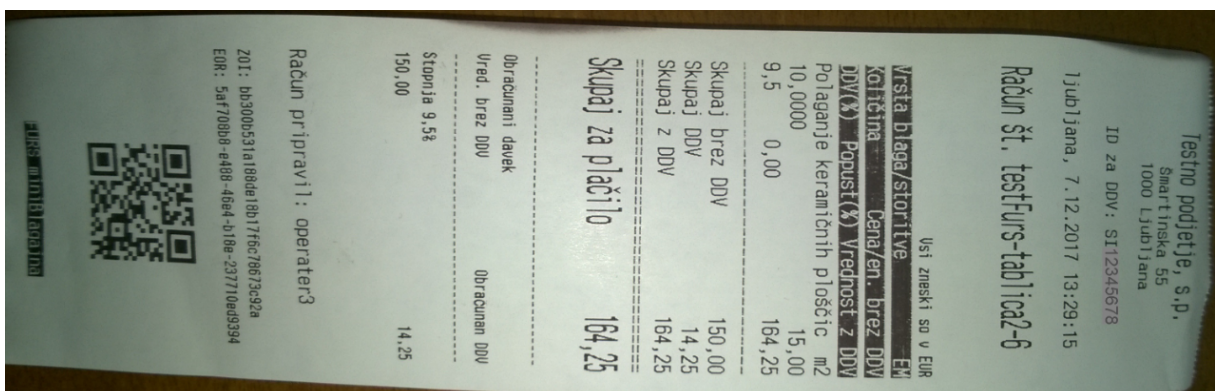 Testno podjetje, s.p.
Šmartinska 55
1000 Ljubljana
ID za DDV: SI12345678
ljubljana, 7.12.2017 13:29:15
Račun št. testFurs-tablica2-6
Vsi zneski so v EUR
Vrsta blaga/storitve EM
Količina Cena/en. brez DDV
DDV(%) Popust(%) Vrednost z DDV
Polaganje keramičnih ploščic m2
10,0000 15,00
9,5 0,00 164,25
Skupaj brez DDV 150,00
Skupaj DDV 14,25
Skupaj z DDV 164,25
Skupaj za plačilo 164,25
Obračunani davek
Vred. brez DDV Obračunan DDV
Stopnja 9,5%
150,00 14,25
Račun pripravil: operater3
ZOI: bb300b531a188de18b17f6c78673c92a
EOR: 5af708b8-e488-46e4-b18e-237710ed9394
FURS miniBlagajna